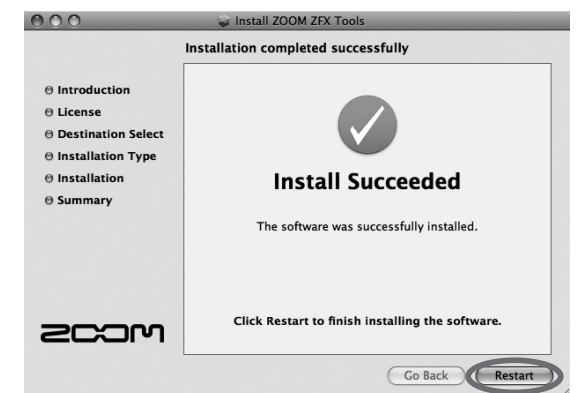 Install ZOOM ZFX Tools
Installation completed successfully
Introduction
License
Destination Select
Installation Type
Installation
Summary
Install Succeeded
The software was successfully installed.
Click Restart to finish installing the software.
ZOOM
Go Back
Restart